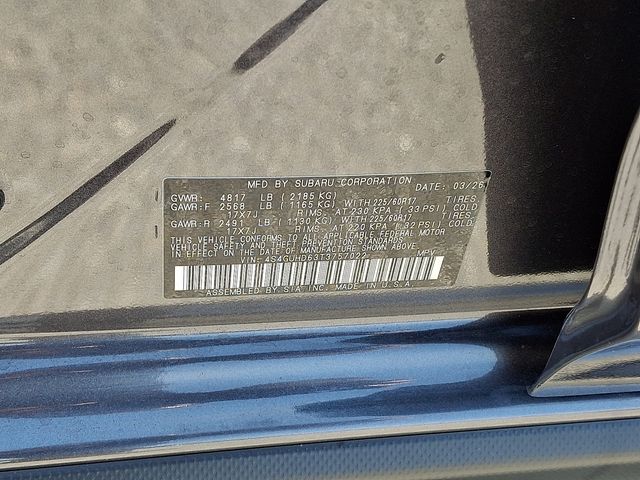 MFD BY SUBARU CORPORATION DATE: 03/26
GVWR: 4817 LB (2185 KG)
GAWR:F 2568 LB (1165 KG) WITH 225/60R17 TIRES
17X7J RIMS, AT 230 KPA (33 PSI) COLD
GAWR:R 2491 LB (1130 KG) WITH 225/60R17 TIRES
17X7J RIMS, AT 220 KPA (32 PSI) COLD
THIS VEHICLE CONFORMS TO ALL APPLICABLE FEDERAL MOTOR
VEHICLE SAFETY AND THEFT PREVENTION STANDARDS
IN EFFECT ON THE DATE OF MANUFACTURE SHOWN ABOVE.
VIN: 4S4GUHD63T3757022 MPV
ASSEMBLED BY SIA INC. MADE IN U.S.A.